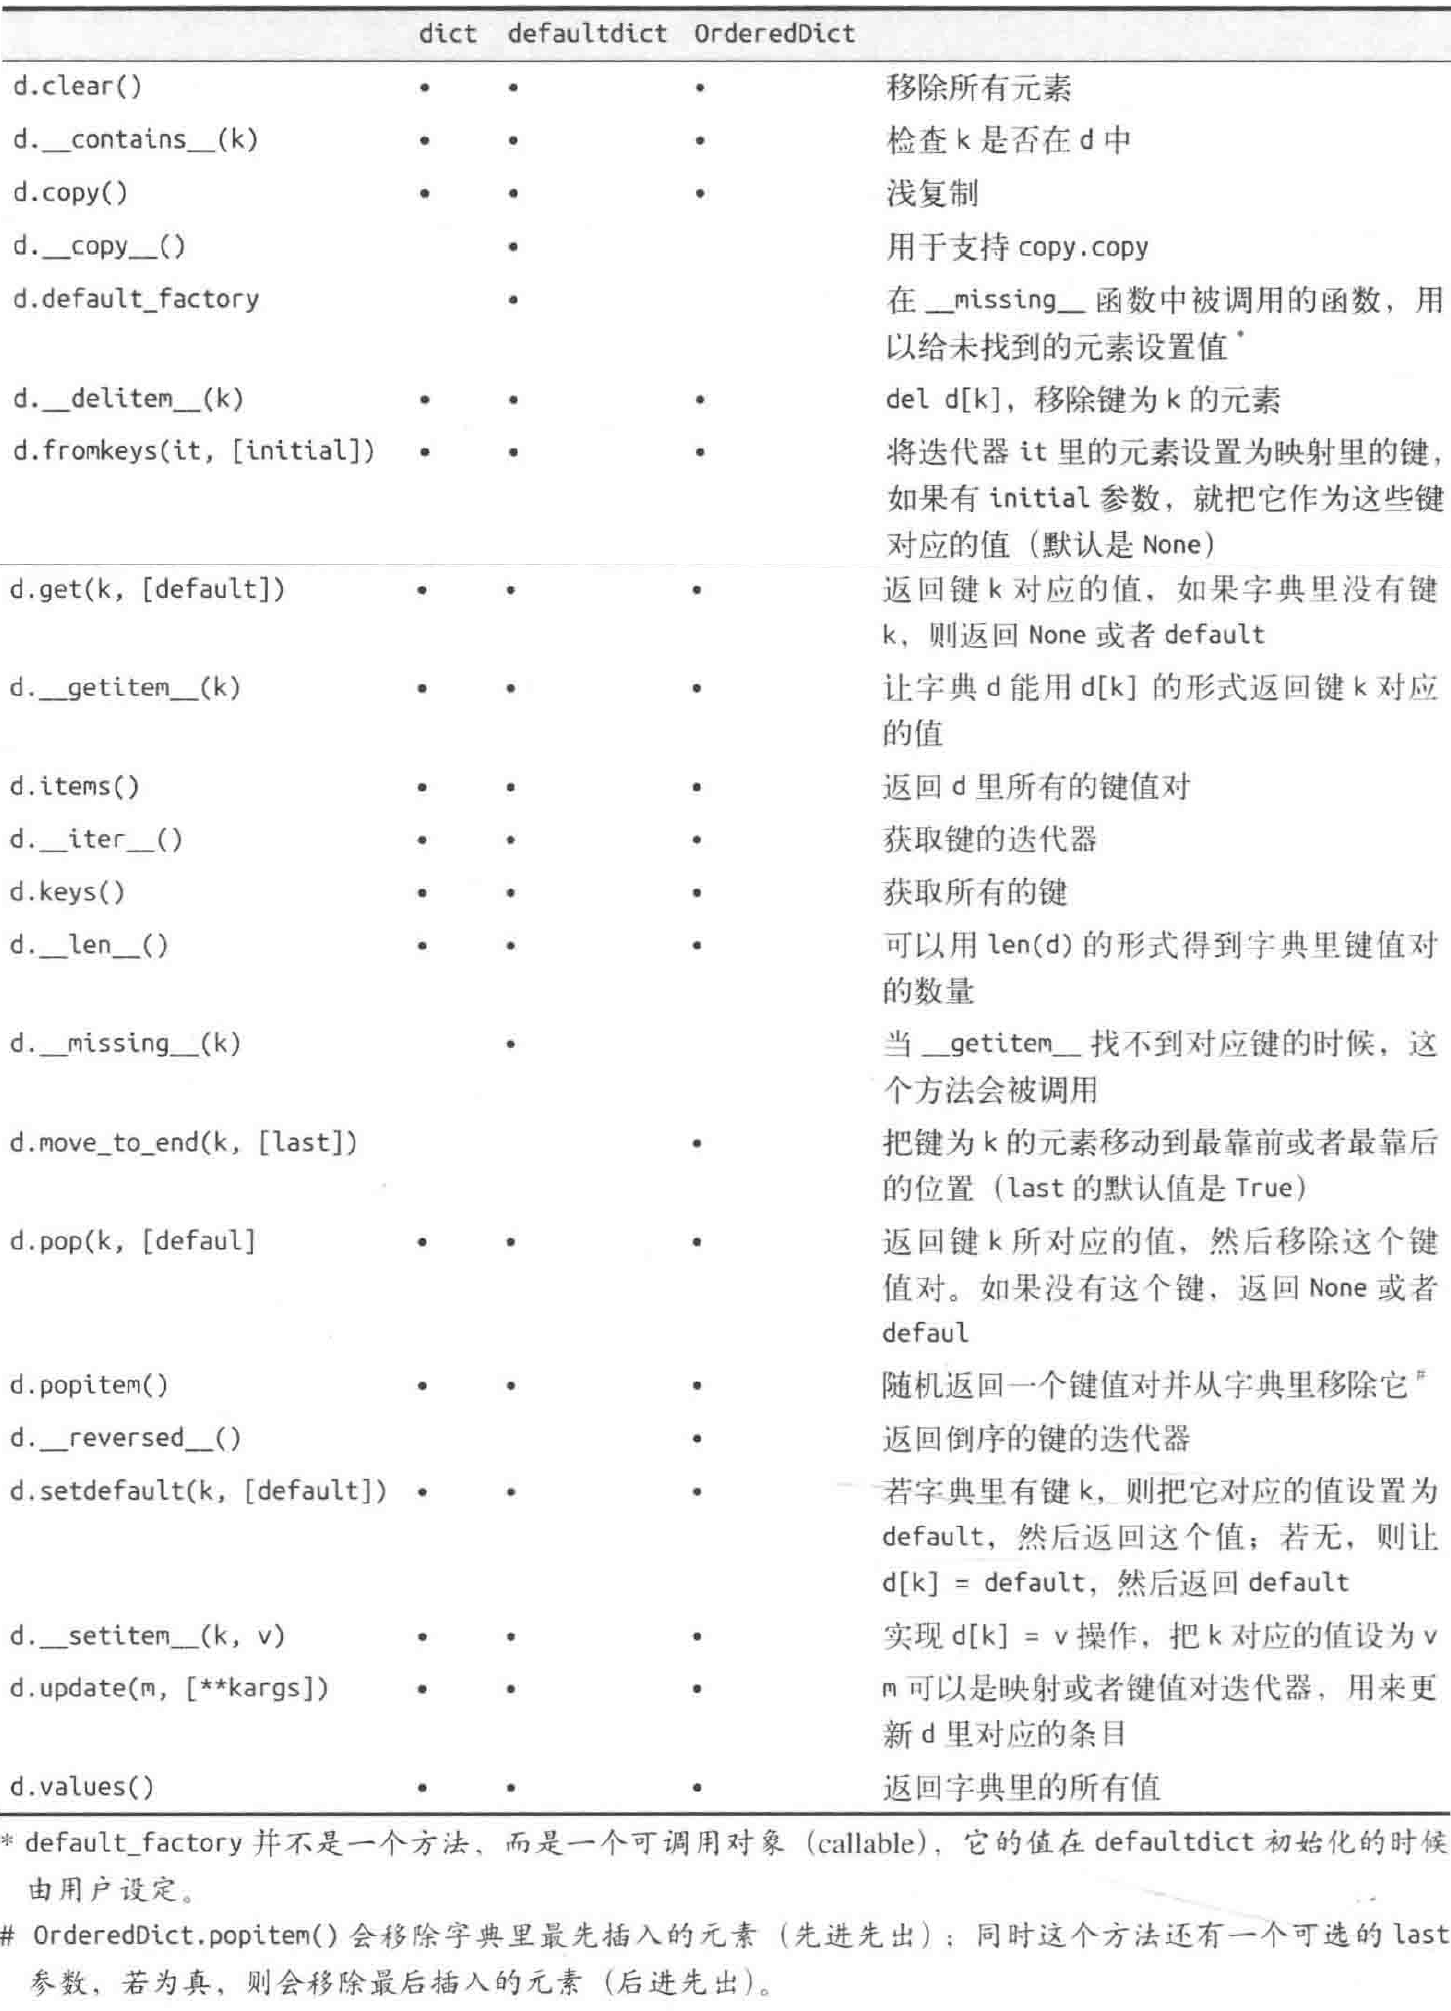 dict defaultdict OrderedDict
d.clear() • • • 移除所有元素
d.__contains__(k) • • • 检查 k 是否在 d 中
d.copy() • • • 浅复制
d.__copy__() • 用于支持 copy.copy
d.default_factory • 在 __missing__ 函数中被调用的函数，用
以给未找到的元素设置值*
d.__delitem__(k) • • • del d[k]，移除键为 k 的元素
d.fromkeys(it, [initial]) • • • 将迭代器 it 里的元素设置为映射里的键，
如果有 initial 参数，就把它作为这些键
对应的值（默认是 None）
d.get(k, [default]) • • • 返回键 k 对应的值，如果字典里没有键
k，则返回 None 或者 default
d.__getitem__(k) • • • 让字典 d 能用 d[k] 的形式返回键 k 对应
的值
d.items() • • • 返回 d 里所有的键值对
d.__iter__() • • • 获取键的迭代器
d.keys() • • • 获取所有的键
d.__len__() • • • 可以用 len(d) 的形式得到字典里键值对
的数量
d.__missing__(k) • 当 __getitem__ 找不到对应键的时候，这
个方法会被调用
d.move_to_end(k, [last]) • 把键为 k 的元素移动到最靠前或者最靠后
的位置（last 的默认值是 True）
d.pop(k, [defaul] • • • 返回键 k 所对应的值，然后移除这个键
值对。如果没有这个键，返回 None 或者
defaul
d.popitem() • • • 随机返回一个键值对并从字典里移除它#
d.__reversed__() • 返回倒序的键的迭代器
d.setdefault(k, [default]) • • • 若字典里有键 k，则把它对应的值设置为
default，然后返回这个值；若无，则让
d[k] = default，然后返回 default
d.__setitem__(k, v) • • • 实现 d[k] = v 操作，把 k 对应的值设为 v
d.update(m, [**kargs]) • • • m 可以是映射或者键值对迭代器，用来更
新 d 里对应的条目
d.values() • • • 返回字典里的所有值
* default_factory 并不是一个方法，而是一个可调用对象（callable），它的值在 defaultdict 初始化的时候
由用户设定。
# OrderedDict.popitem() 会移除字典里最先插入的元素（先进先出）；同时这个方法还有一个可选的 last
参数，若为真，则会移除最后插入的元素（后进先出）。